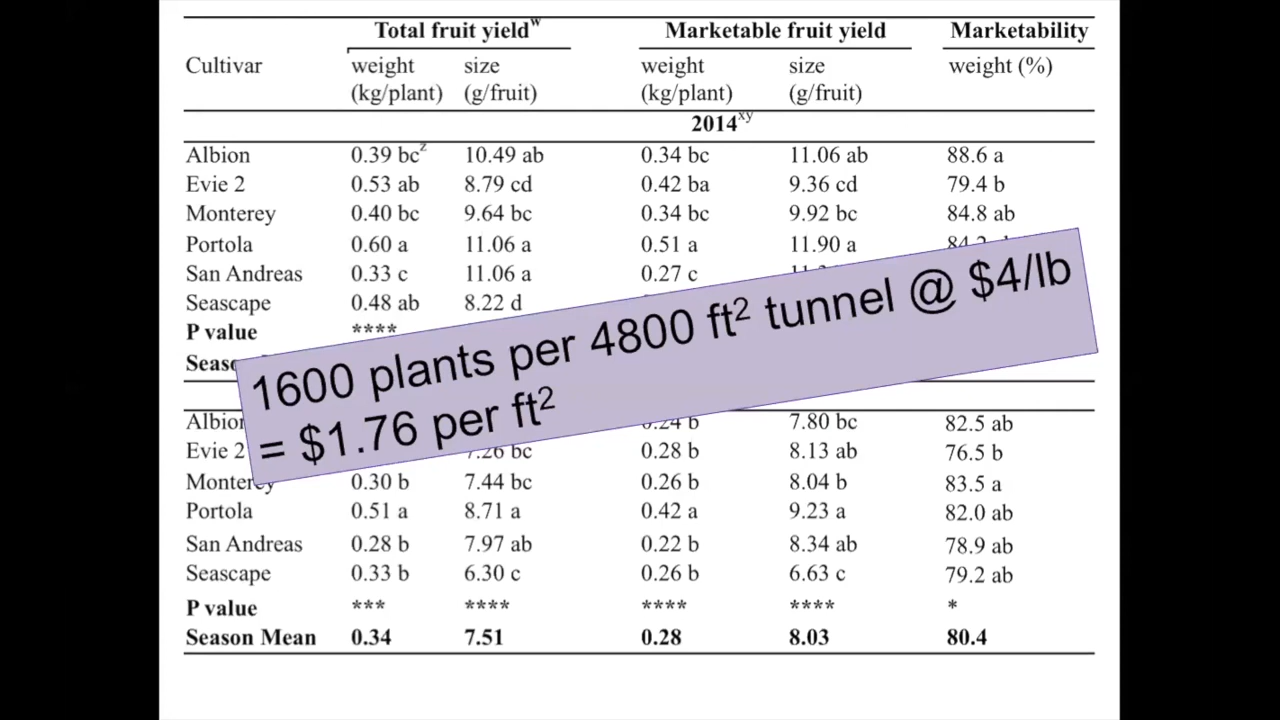 Total fruit yieldʷ Marketable fruit yield Marketability
Cultivar weight size weight size weight (%)
(kg/plant) (g/fruit) (kg/plant) (g/fruit)
2014ˣʸ
Albion 0.39 bcᶻ 10.49 ab 0.34 bc 11.06 ab 88.6 a
Evie 2 0.53 ab 8.79 cd 0.42 ba 9.36 cd 79.4 b
Monterey 0.40 bc 9.64 bc 0.34 bc 9.92 bc 84.8 ab
Portola 0.60 a 11.06 a 0.51 a 11.90 a
San Andreas 0.33 c 11.06 a 0.27 c
Seascape 0.48 ab 8.22 d
P value ****
1600 plants per 4800 ft² tunnel @ $4/lb
= $1.76 per ft²
Albion 0.24 b 7.80 bc 82.5 ab
Evie 2 7.26 bc 0.28 b 8.13 ab 76.5 b
Monterey 0.30 b 7.44 bc 0.26 b 8.04 b 83.5 a
Portola 0.51 a 8.71 a 0.42 a 9.23 a 82.0 ab
San Andreas 0.28 b 7.97 ab 0.22 b 8.34 ab 78.9 ab
Seascape 0.33 b 6.30 c 0.26 b 6.63 c 79.2 ab
P value *** **** **** **** *
Season Mean 0.34 7.51 0.28 8.03 80.4